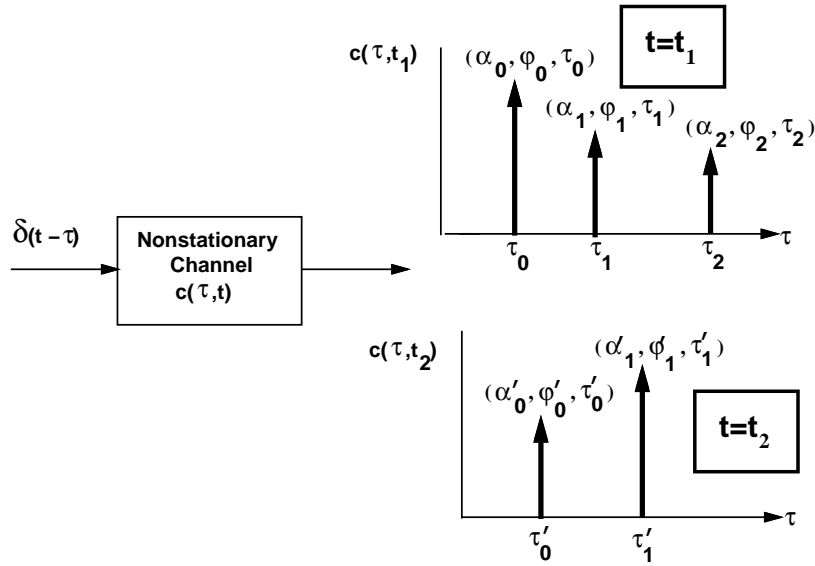 c(τ,t₁)
(α₀,φ₀,τ₀)
t=t₁
(α₁,φ₁,τ₁)
(α₂,φ₂,τ₂)
τ₀
τ₁
τ₂
τ
δ(t−τ)
Nonstationary
Channel
c(τ,t)
c(τ,t₂)
(α′₁,φ′₁,τ′₁)
(α′₀,φ′₀,τ′₀)
t=t₂
τ′₀
τ′₁
τ